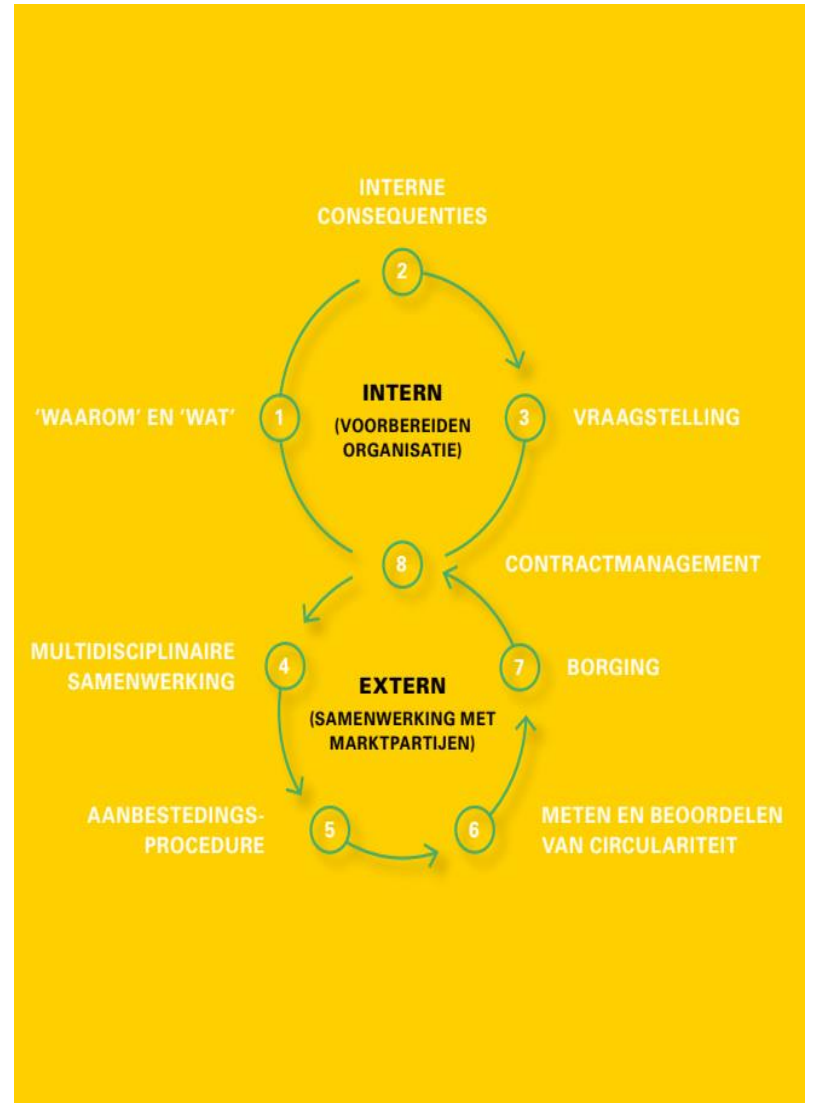 INTERNE
CONSEQUENTIES
2
INTERN
(VOORBEREIDEN
ORGANISATIE)
'WAAROM' EN 'WAT'
1
3
VRAAGSTELLING
8
CONTRACTMANAGEMENT
MULTIDISCIPLINAIRE
SAMENWERKING
4
EXTERN
(SAMENWERKING MET
MARKTPARTIJEN)
7
BORGING
AANBESTEDINGS-
PROCEDURE
5
6
METEN EN BEOORDELEN
VAN CIRCULARITEIT